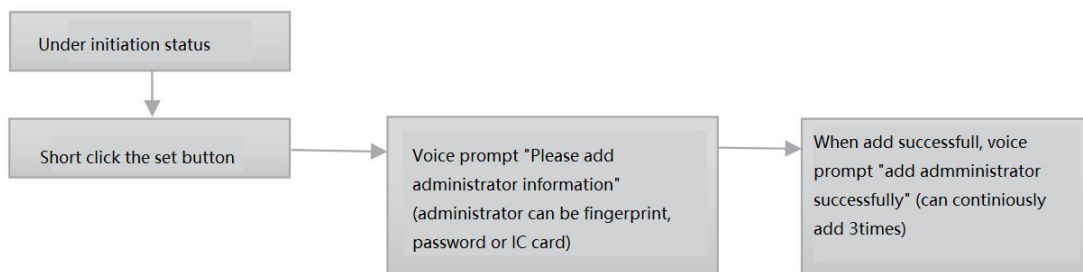 Under initiation status
Short click the set button
Voice prompt "Please add
administrator information"
(administrator can be fingerprint,
password or IC card)
When add successfull, voice
prompt "add admministrator
successfully" (can continiously
add 3times)